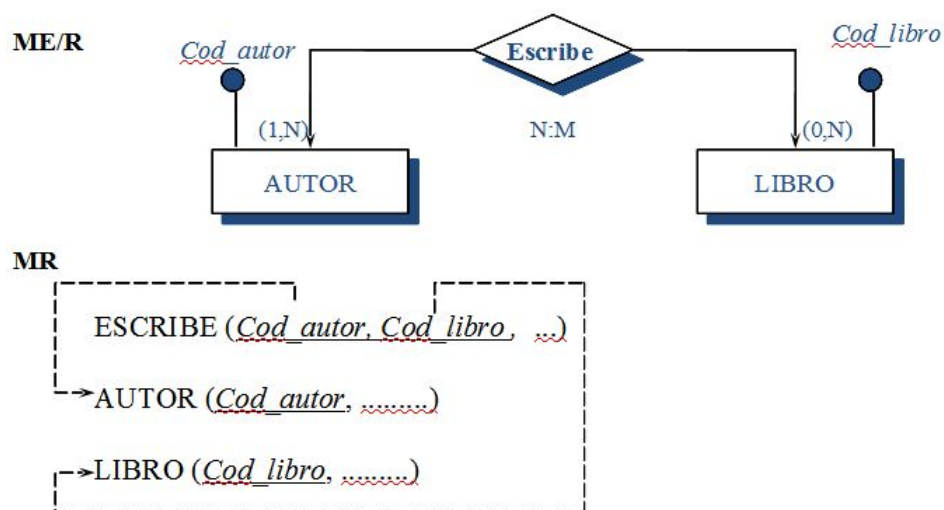 ME/R
Cod_autor
Escribe
Cod_libro
(1,N)
N:M
(0,N)
AUTOR
LIBRO
MR
ESCRIBE (Cod_autor, Cod_libro, ...)
AUTOR (Cod_autor, .........)
LIBRO (Cod_libro, .........)